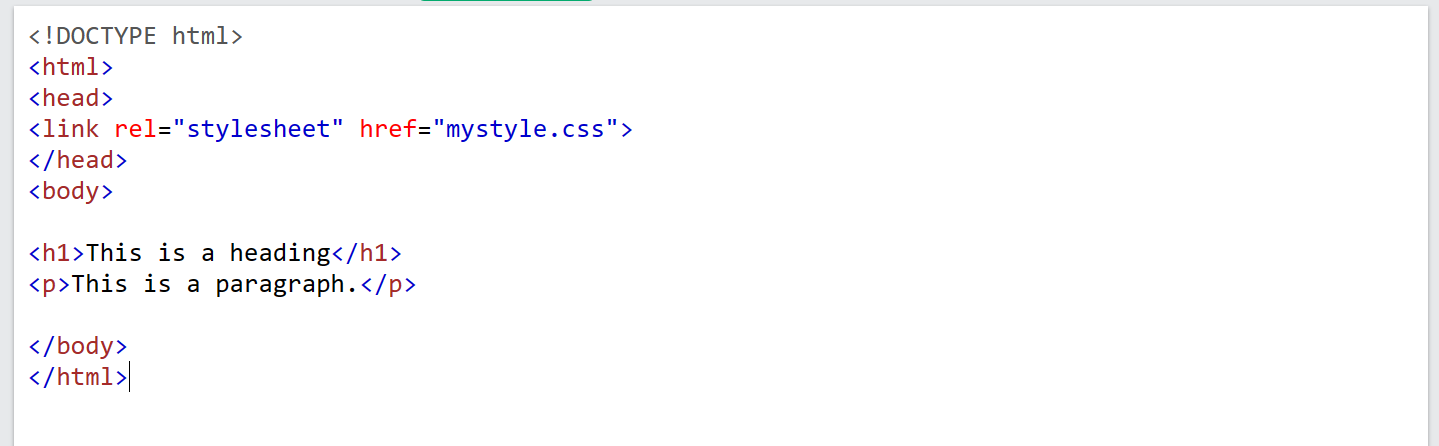 <!DOCTYPE html>
<html>
<head>
<link rel="stylesheet" href="mystyle.css">
</head>
<body>
<h1>This is a heading</h1>
<p>This is a paragraph.</p>
</body>
</html>